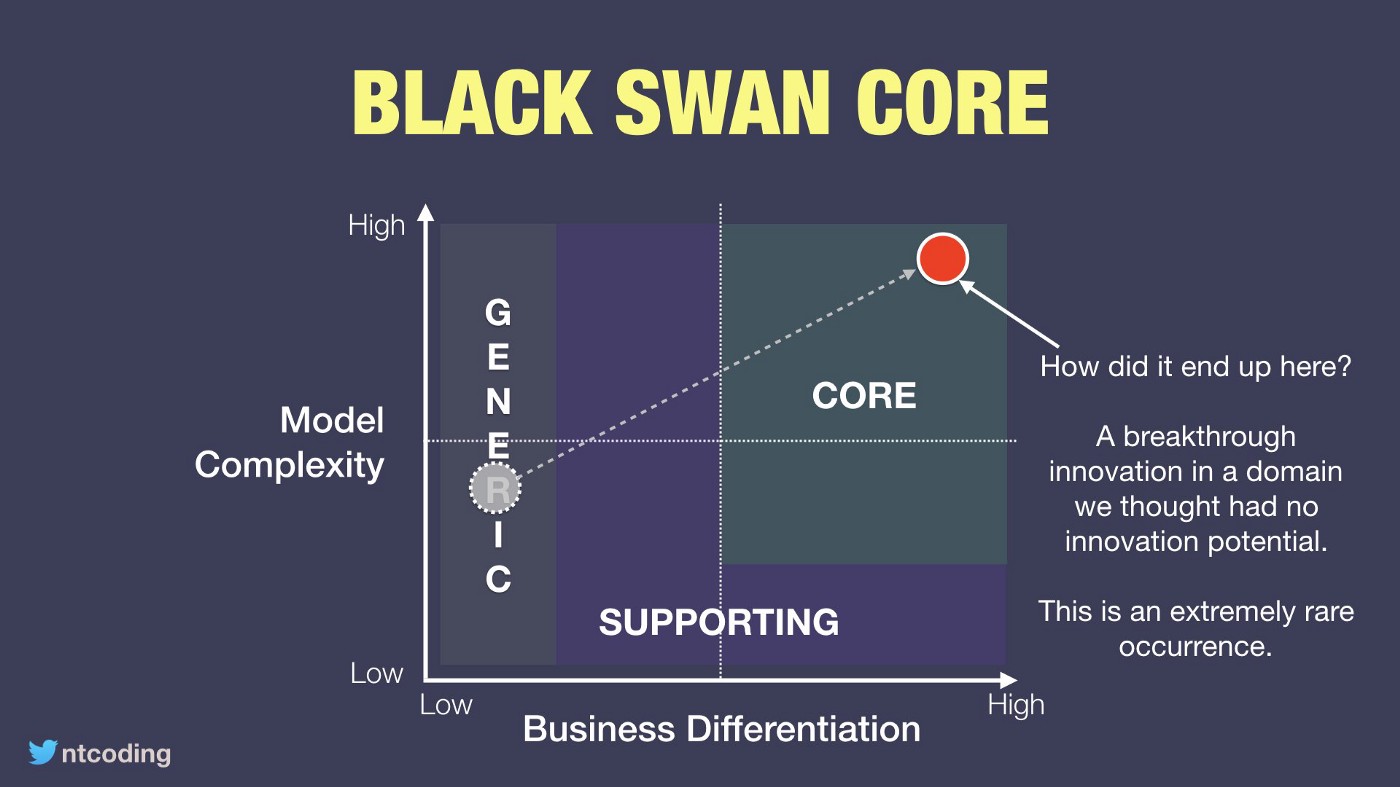 BLACK SWAN CORE
High
G
E
N
E
R
I
C
CORE
How did it end up here?
Model
Complexity
A breakthrough
innovation in a domain
we thought had no
innovation potential.
SUPPORTING
This is an extremely rare
occurrence.
Low
Low
High
Business Differentiation
ntcoding